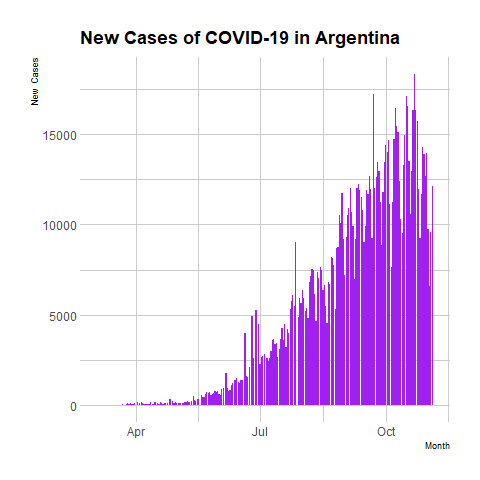 New Cases of COVID-19 in Argentina
New Cases
15000
10000
5000
0
Apr
Jul
Oct
Month